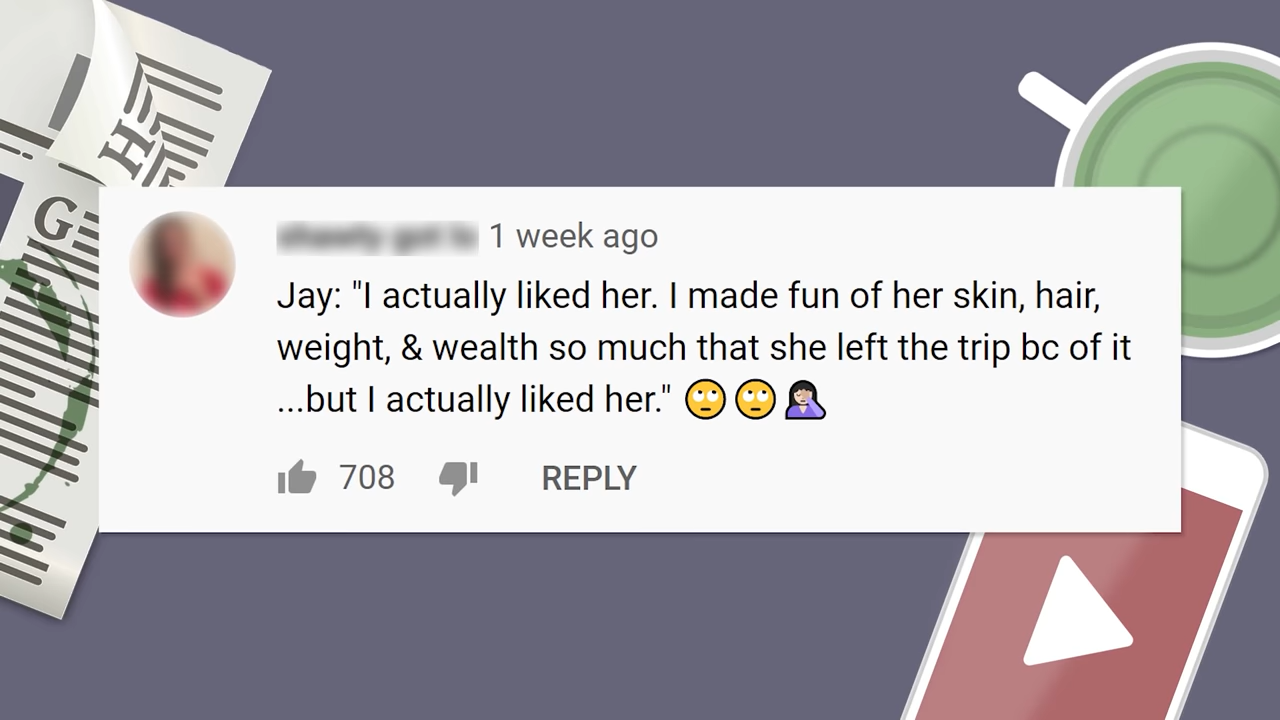 H
G
1 week ago
Jay: "I actually liked her. I made fun of her skin, hair,
weight, & wealth so much that she left the trip bc of it
...but I actually liked her." 🙄🙄🤦🏻‍♀️
708
REPLY